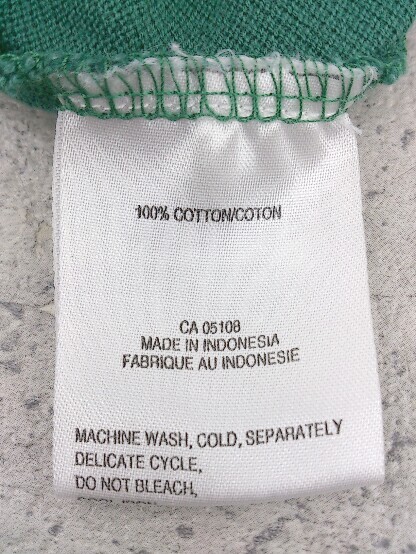 100% COTTON/COTON
CA 05108
MADE IN INDONESIA
FABRIQUE AU INDONESIE
MACHINE WASH, COLD, SEPARATELY
DELICATE CYCLE,
DO NOT BLEACH,